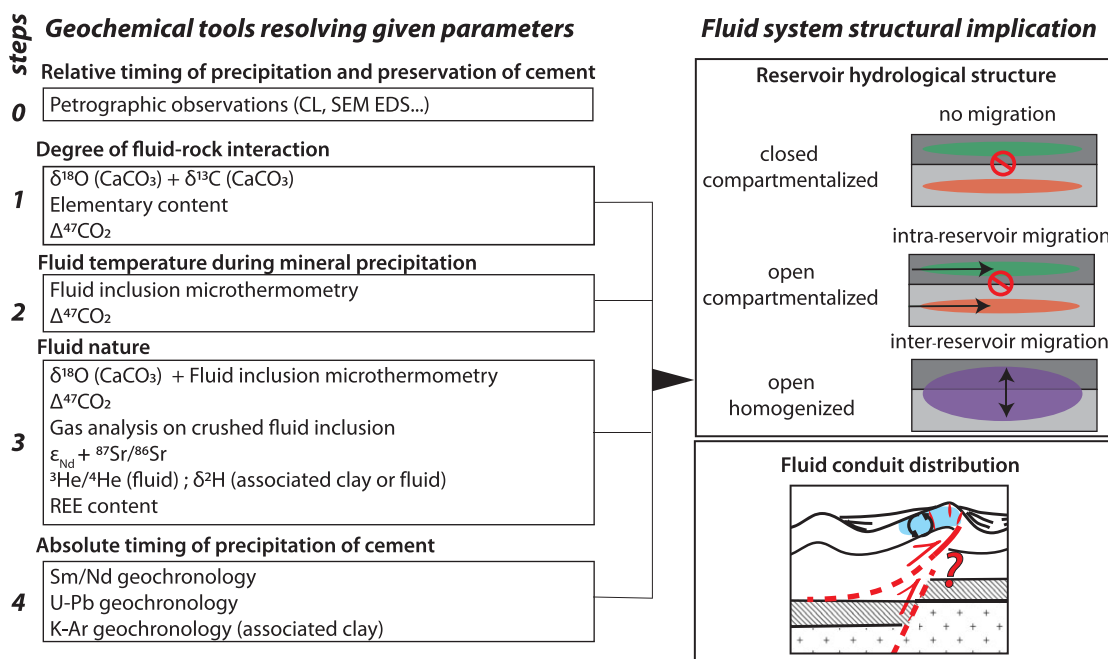 steps
Geochemical tools resolving given parameters
Relative timing of precipitation and preservation of cement
0
Petrographic observations (CL, SEM EDS...)
Degree of fluid-rock interaction
1
δ¹⁸O (CaCO₃) + δ¹³C (CaCO₃)
Elementary content
Δ⁴⁷CO₂
Fluid temperature during mineral precipitation
2
Fluid inclusion microthermometry
Δ⁴⁷CO₂
Fluid nature
3
δ¹⁸O (CaCO₃) + Fluid inclusion microthermometry
Δ⁴⁷CO₂
Gas analysis on crushed fluid inclusion
ε_Nd + ⁸⁷Sr/⁸⁶Sr
³He/⁴He (fluid) ; δ²H (associated clay or fluid)
REE content
Absolute timing of precipitation of cement
4
Sm/Nd geochronology
U-Pb geochronology
K-Ar geochronology (associated clay)
Fluid system structural implication
Reservoir hydrological structure
no migration
closed
compartmentalized
intra-reservoir migration
open
compartmentalized
inter-reservoir migration
open
homogenized
Fluid conduit distribution
?